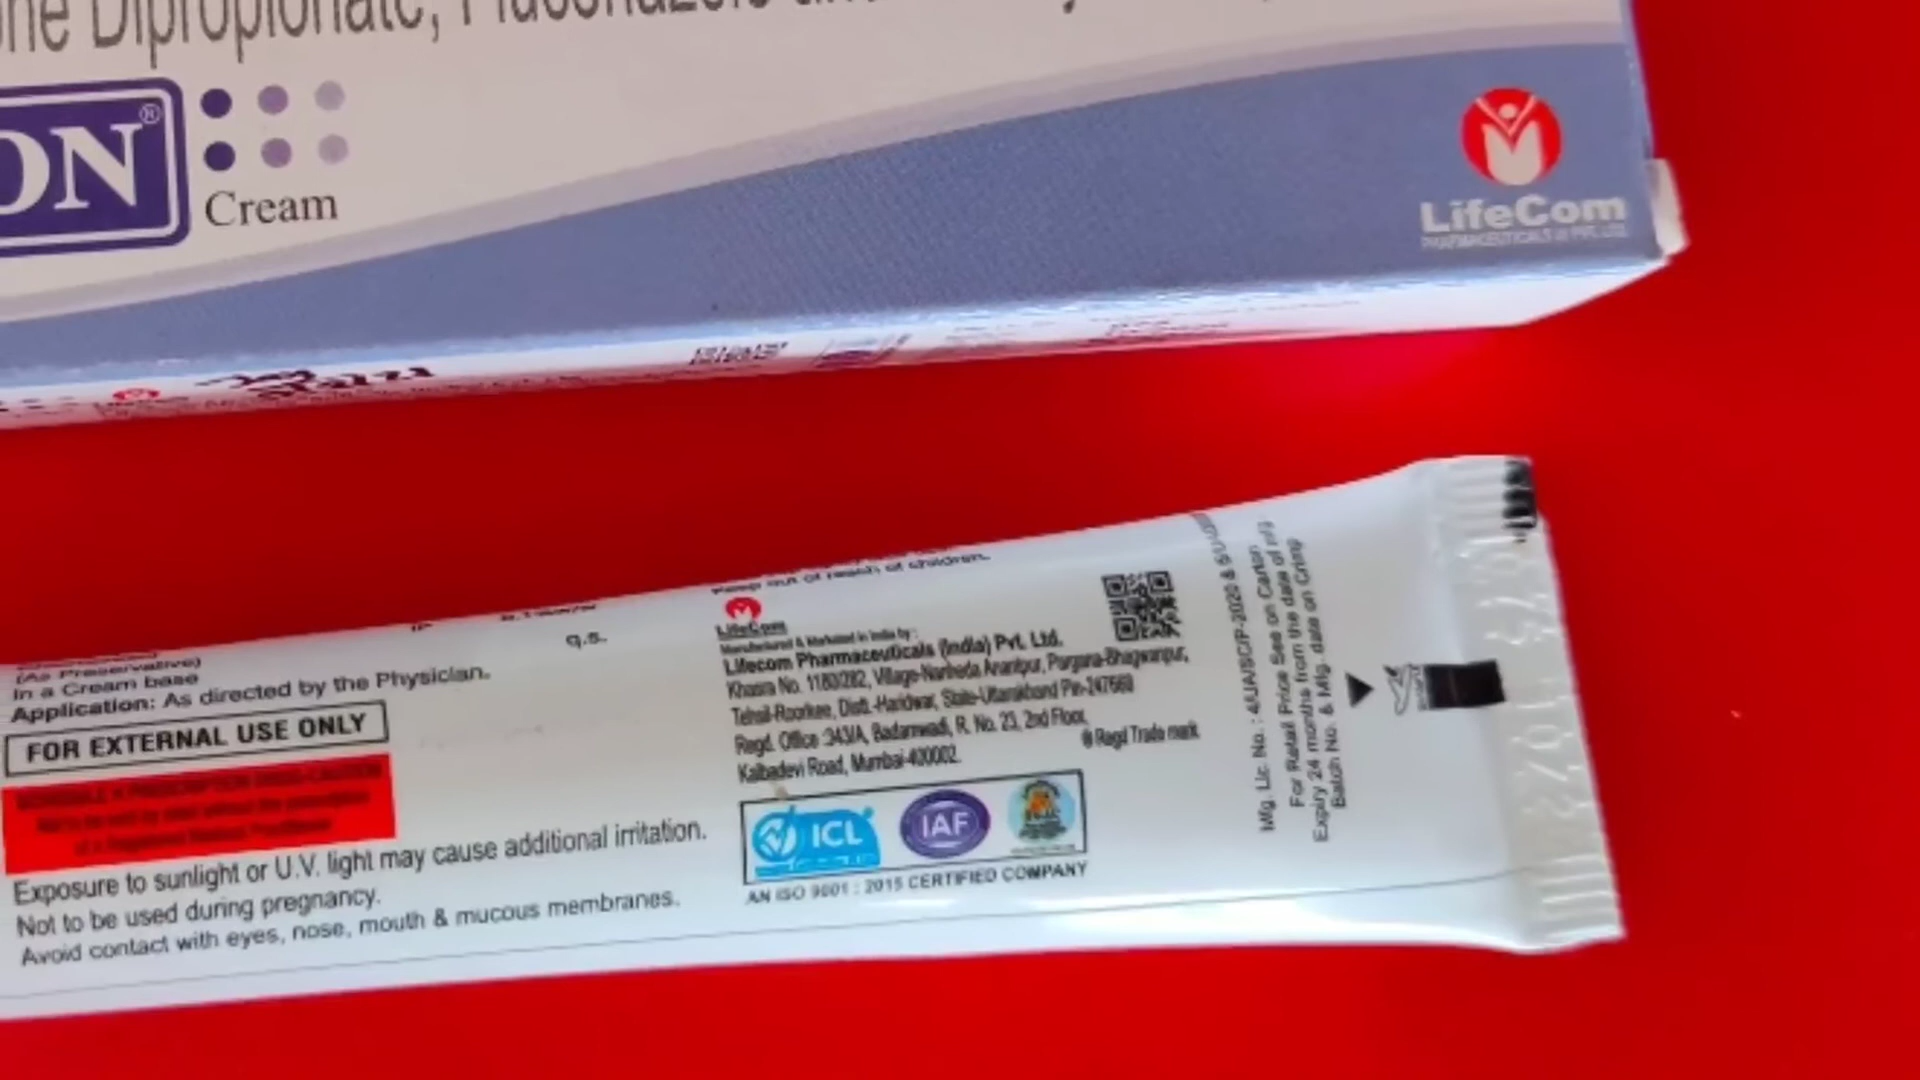 Dipropionate,
ON®
Cream
LifeCom
PHARMACEUTICALS (I) PVT. LTD.
Keep out of reach of children.
q.s.
(As Preservative)
In a Cream base
Application: As directed by the Physician.
FOR EXTERNAL USE ONLY
Exposure to sunlight or U.V. light may cause additional irritation.
Not to be used during pregnancy.
Avoid contact with eyes, nose, mouth & mucous membranes.
LifeCom
Manufactured & Marketed in India by :
Lifecom Pharmaceuticals (India) Pvt. Ltd.
Khasra No. 1180/282, Village-Nanheda Anantpur, Pargana-Bhagwanpur,
Tehsil-Roorkee, Distt.-Haridwar, State-Uttarakhand Pin-247669
Regd. Office :343/A, Badamwadi, R. No. 23, 2nd Floor,
Kalbadevi Road, Mumbai-400002.
® Regd Trade mark
ICL
IAF
AN ISO 9001 : 2015 CERTIFIED COMPANY
Mfg. Lic. No. : 4/UA/SC/P-2020 &
For Retail Price See on Carton
Expiry 24 months from the date of mfg
Batch No. & Mfg. date on Crimp